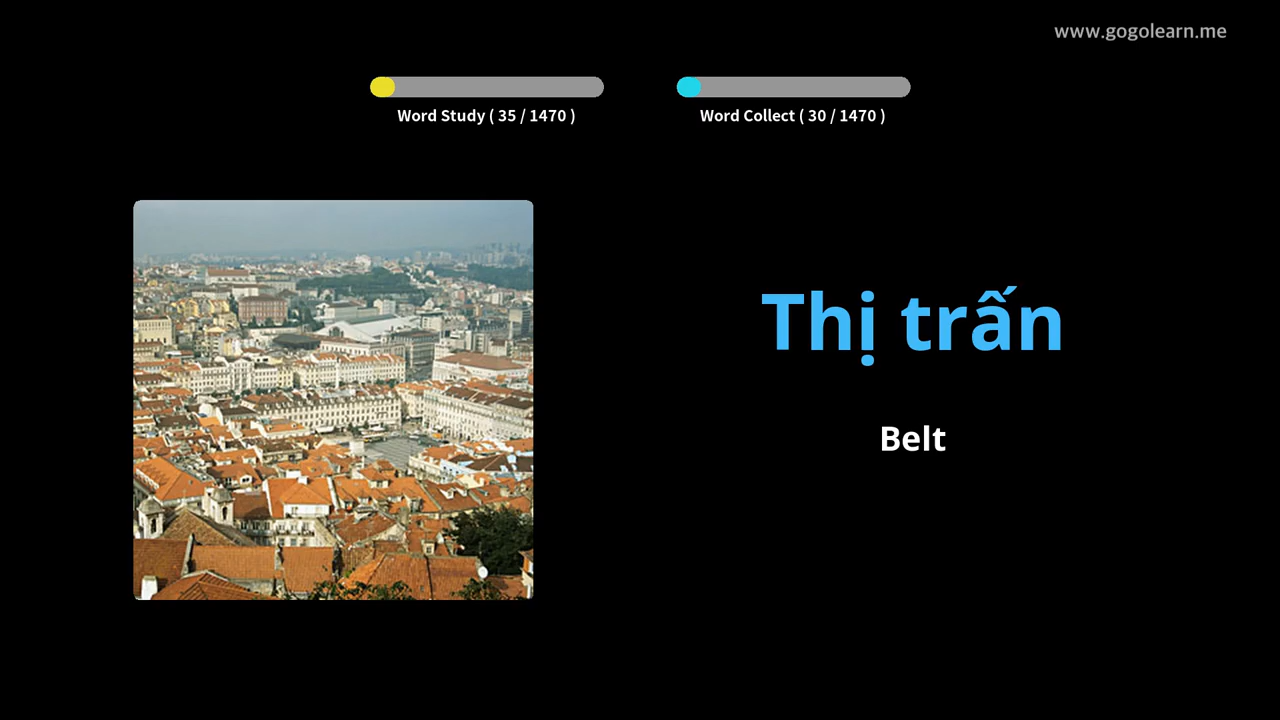 www.gogolearn.me
Word Study ( 35 / 1470 )
Word Collect ( 30 / 1470 )
Thị trấn
Belt